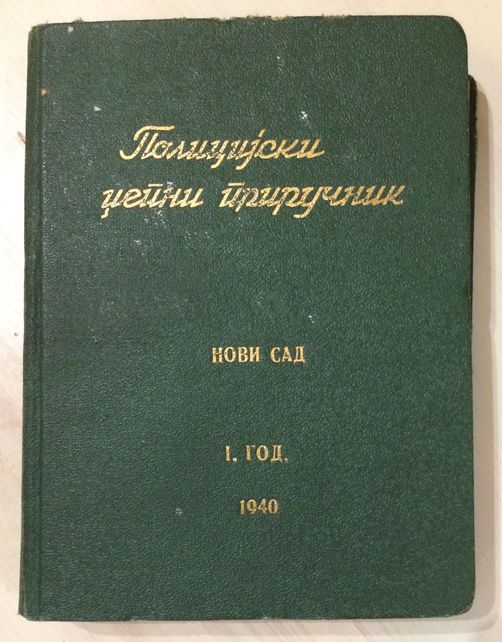 Полицијски
џепни приручник
НОВИ САД
I. ГОД.
1940